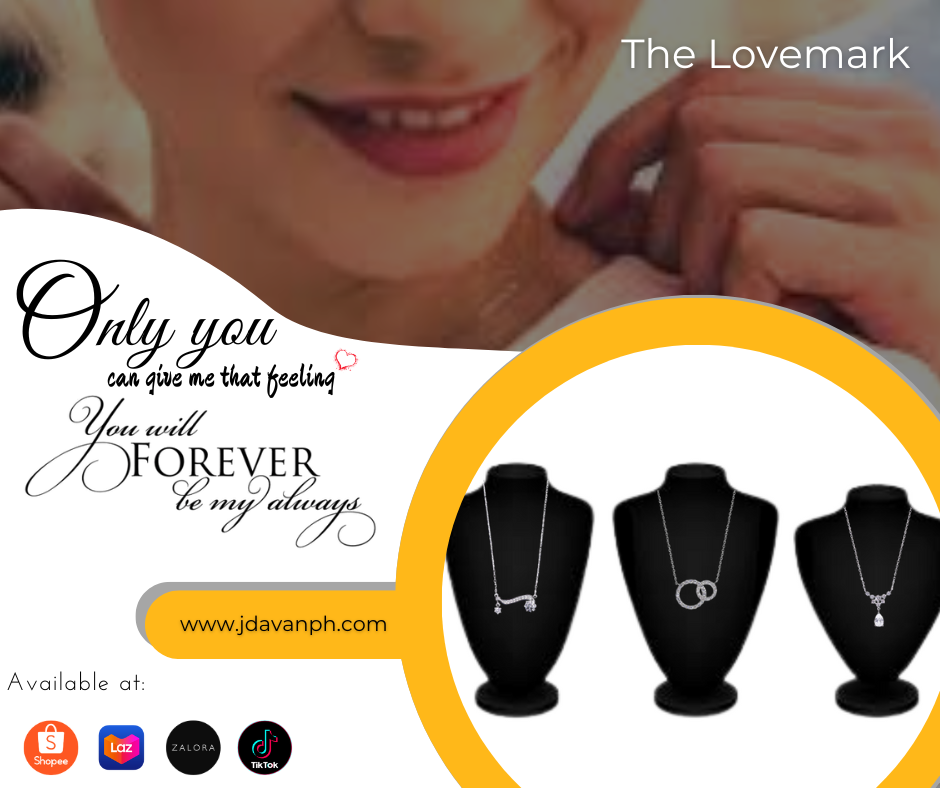 The Lovemark
Only you
can give me that feeling
You will
FOREVER
be my always
www.jdavanph.com
Available at:
Shopee
Laz
ZALORA
TikTok